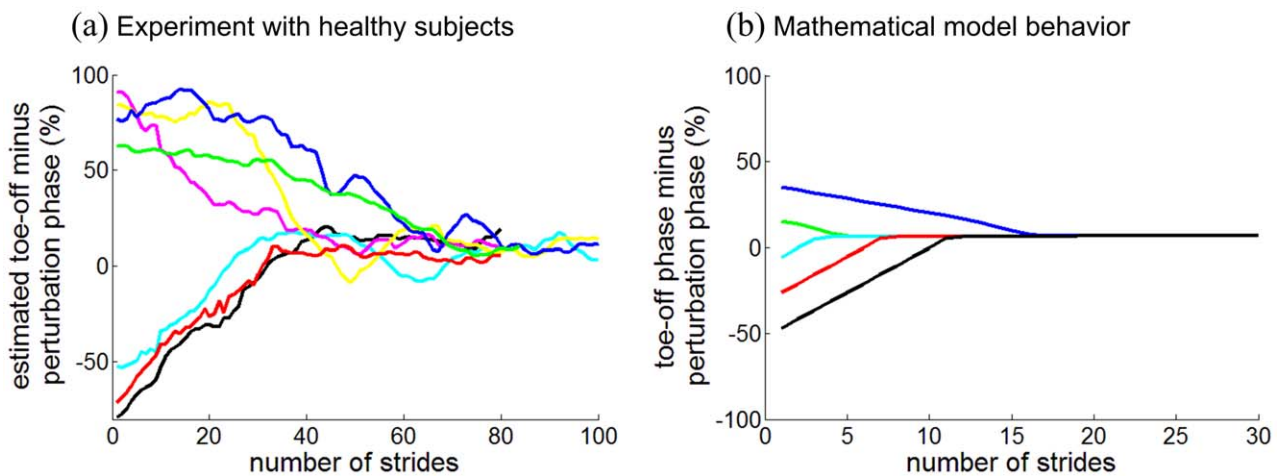 (a) Experiment with healthy subjects
estimated toe-off minus
perturbation phase (%)
100
50
0
-50
0
20
40
60
80
100
number of strides
(b) Mathematical model behavior
toe-off phase minus
perturbation phase (%)
100
50
0
-50
-100
0
5
10
15
20
25
30
number of strides